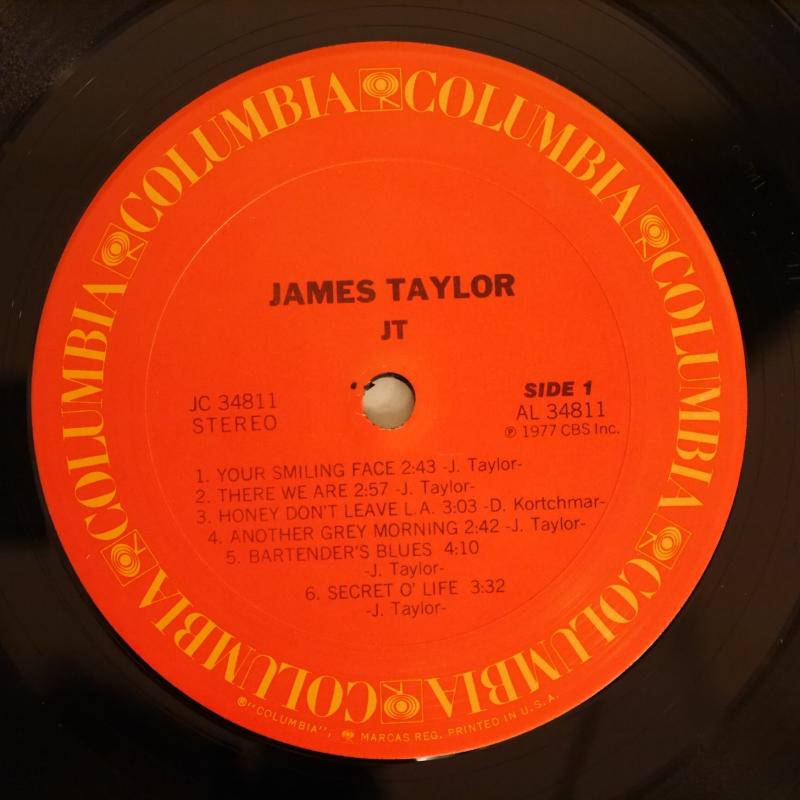 COLUMBIA COLUMBIA COLUMBIA COLUMBIA COLUMBIA COLUMBIA
JAMES TAYLOR
JT
JC 34811
STEREO
SIDE 1
AL 34811
℗ 1977 CBS Inc.
1. YOUR SMILING FACE 2:43 -J. Taylor-
2. THERE WE ARE 2:57 -J. Taylor-
3. HONEY DON'T LEAVE L.A. 3:03 -D. Kortchmar-
4. ANOTHER GREY MORNING 2:42 -J. Taylor-
5. BARTENDER'S BLUES 4:10
-J. Taylor-
6. SECRET O' LIFE 3:32
-J. Taylor-
®"COLUMBIA", MARCAS REG. PRINTED IN U.S.A.